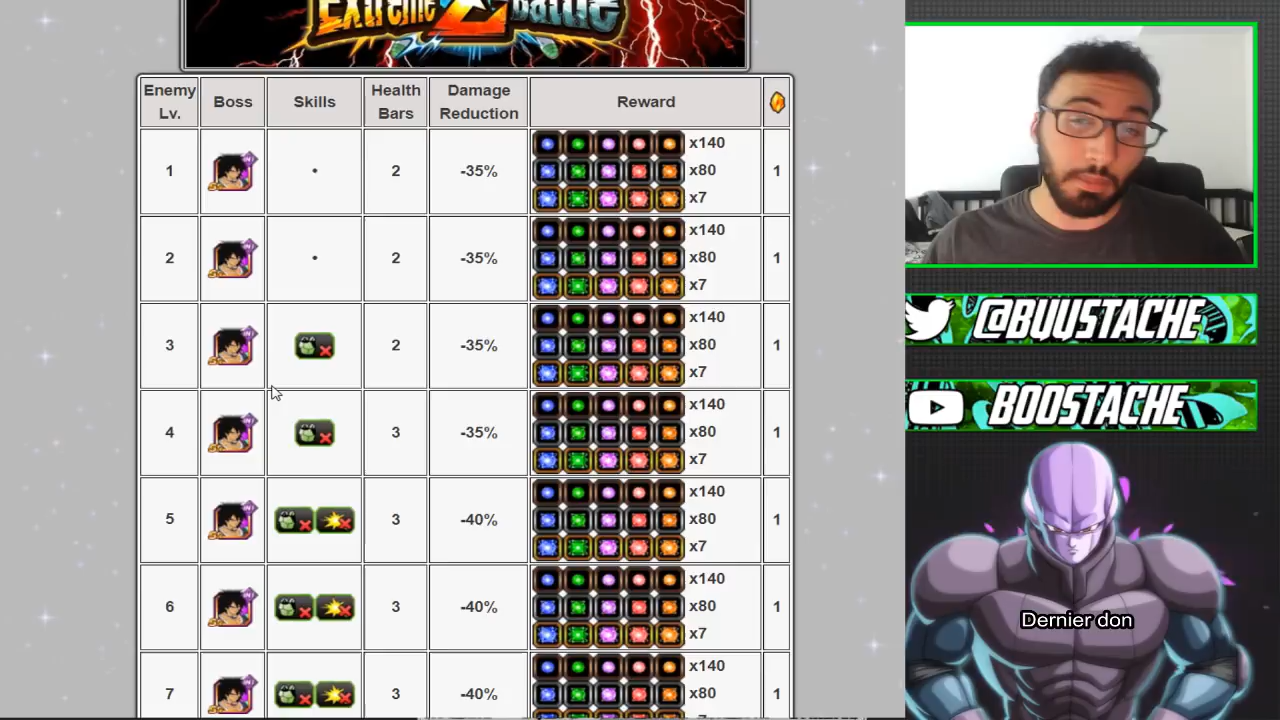 Extreme Z Battle
Enemy Lv. Boss Skills Health Bars Damage Reduction Reward
1 • 2 -35% x140 x80 x7 1
2 • 2 -35% x140 x80 x7 1
3 2 -35% x140 x80 x7 1
4 3 -35% x140 x80 x7 1
5 3 -40% x140 x80 x7 1
6 3 -40% x140 x80 x7 1
7 3 -40% x140 x80 1
@BUUSTACHE
BOOSTACHE
Dernier don